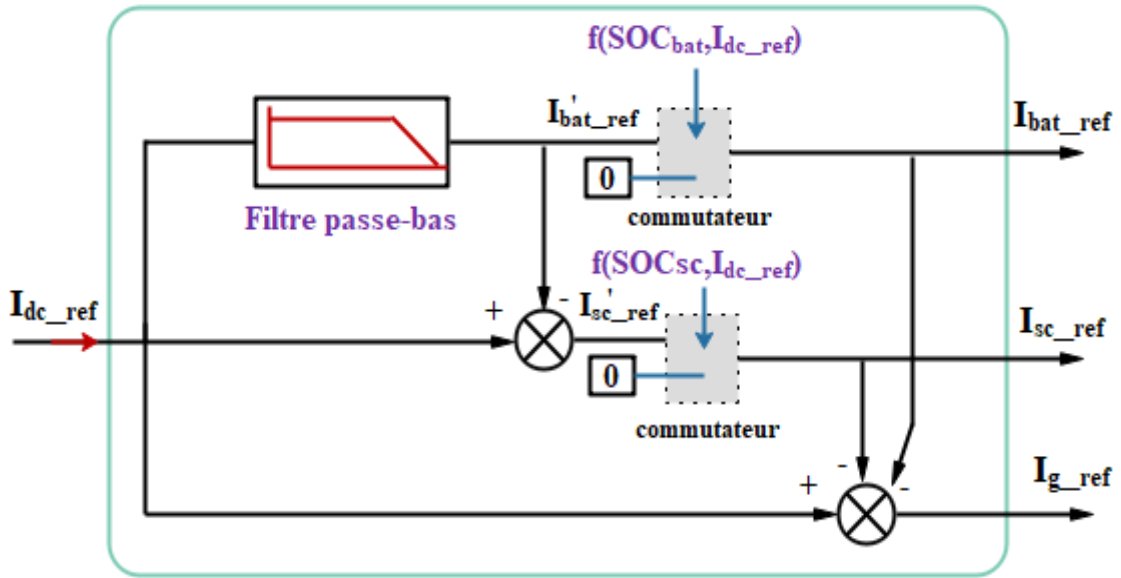 f(SOCbat,Idc_ref)
I'bat_ref
Ibat_ref
0
commutateur
Filtre passe-bas
f(SOCsc,Idc_ref)
Idc_ref
+
-
I'sc_ref
Isc_ref
0
commutateur
-
-
+
Ig_ref